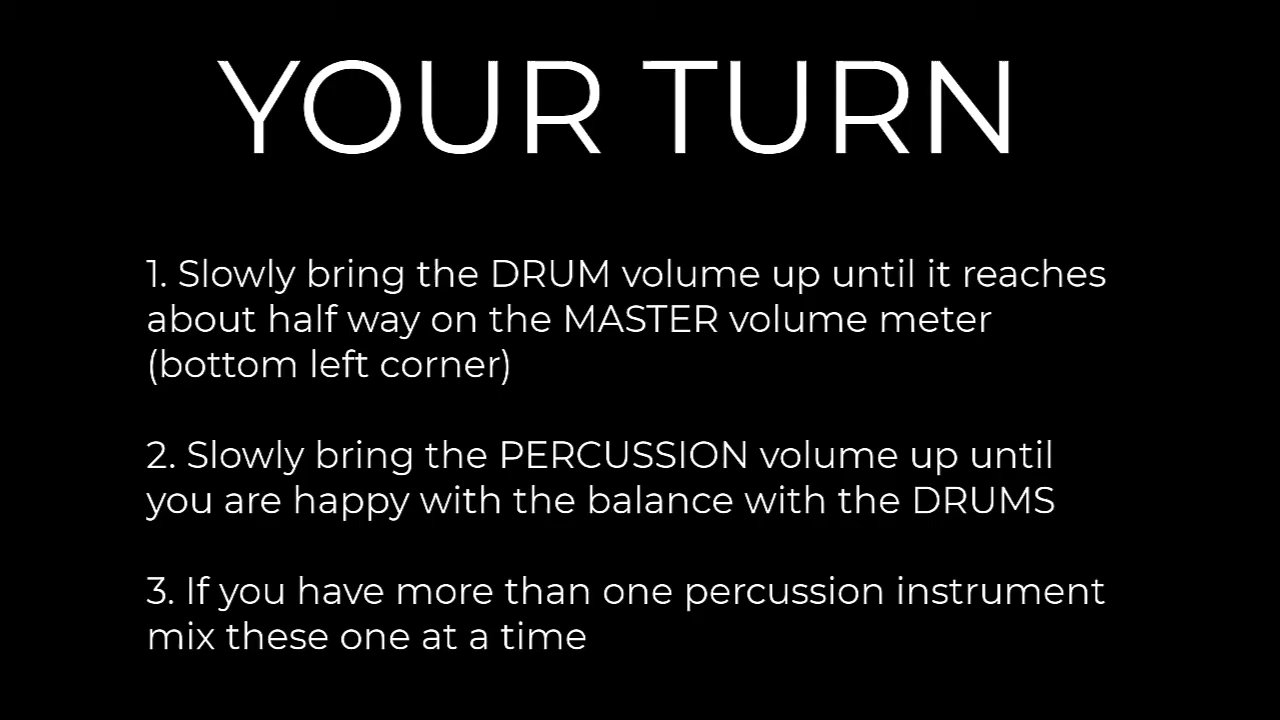 YOUR TURN
1. Slowly bring the DRUM volume up until it reaches
about half way on the MASTER volume meter
(bottom left corner)
2. Slowly bring the PERCUSSION volume up until
you are happy with the balance with the DRUMS
3. If you have more than one percussion instrument
mix these one at a time